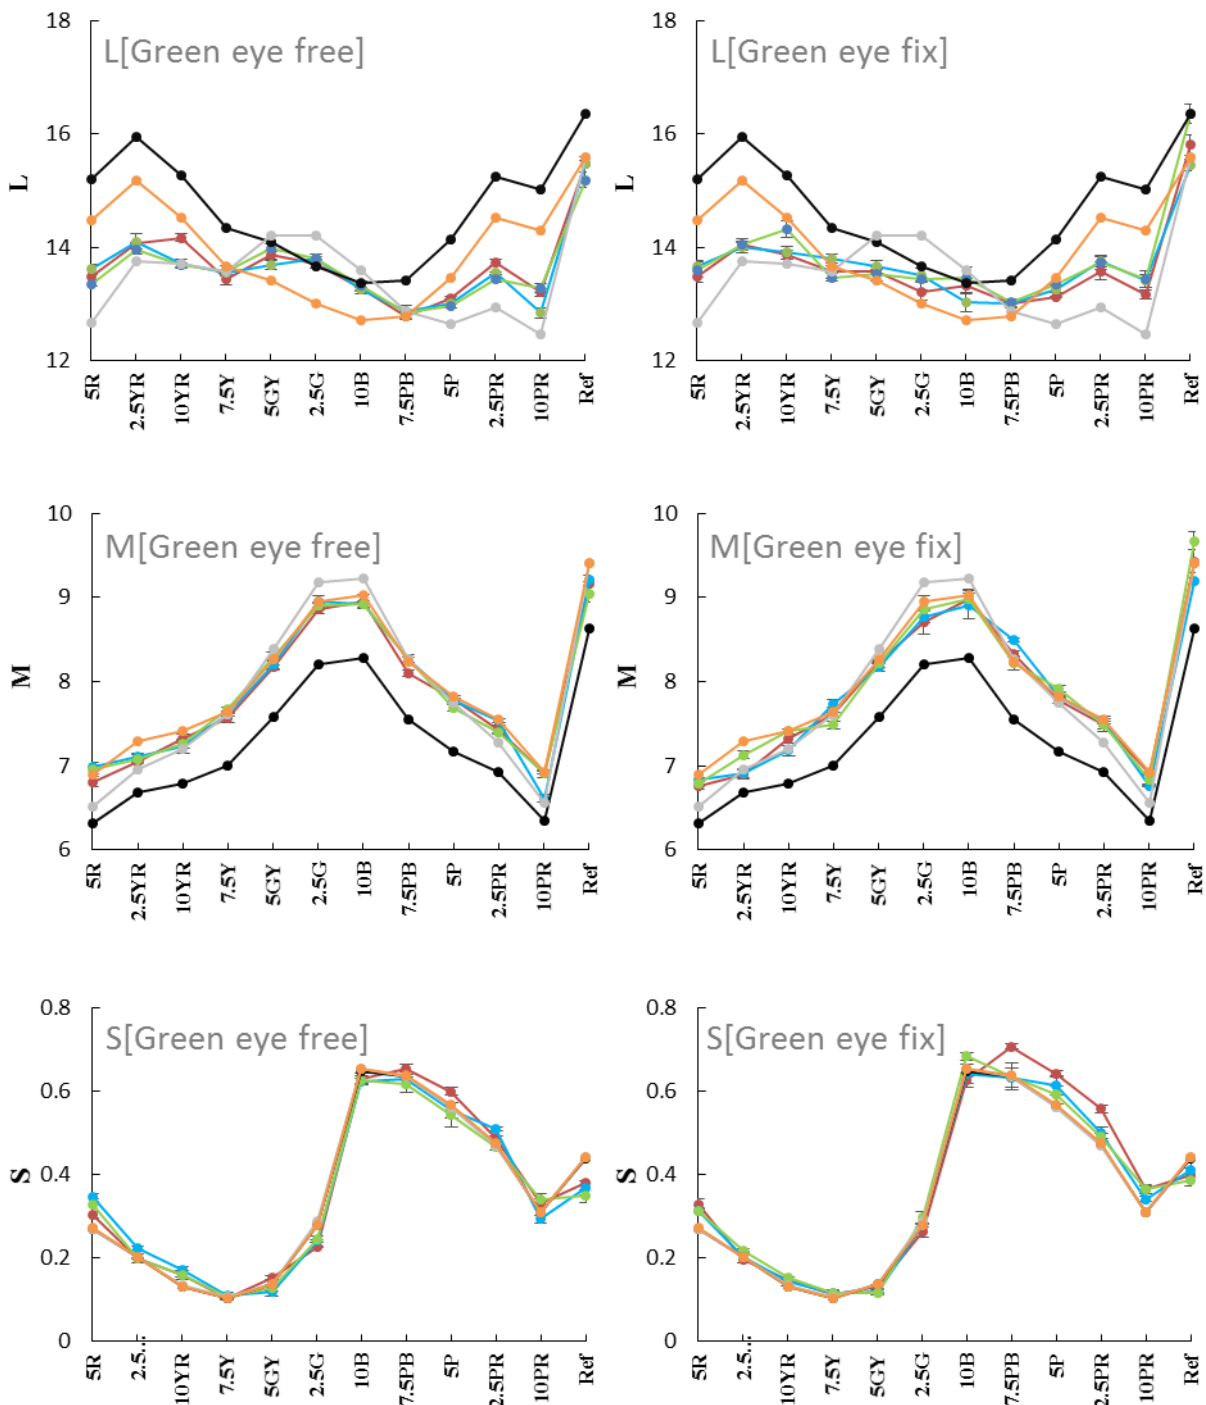 L[Green eye free]
L
18
16
14
12
5R
2.5YR
10YR
7.5Y
5GY
2.5G
10B
7.5PB
5P
2.5PR
10PR
Ref
L[Green eye fix]
L
18
16
14
12
5R
2.5YR
10YR
7.5Y
5GY
2.5G
10B
7.5PB
5P
2.5PR
10PR
Ref
M[Green eye free]
M
10
9
8
7
6
5R
2.5YR
10YR
7.5Y
5GY
2.5G
10B
7.5PB
5P
2.5PR
10PR
Ref
M[Green eye fix]
M
10
9
8
7
6
5R
2.5YR
10YR
7.5Y
5GY
2.5G
10B
7.5PB
5P
2.5PR
10PR
Ref
S[Green eye free]
S
0.8
0.6
0.4
0.2
0
5R
2.5...
10YR
7.5Y
5GY
2.5G
10B
7.5PB
5P
2.5PR
10PR
Ref
S[Green eye fix]
S
0.8
0.6
0.4
0.2
0
5R
2.5...
10YR
7.5Y
5GY
2.5G
10B
7.5PB
5P
2.5PR
10PR
Ref